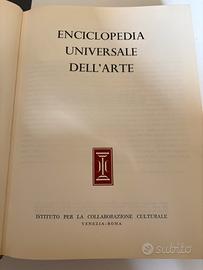 ENCICLOPEDIA
UNIVERSALE
DELL'ARTE
ISTITUTO PER LA COLLABORAZIONE CULTURALE
VENEZIA-ROMA
subito